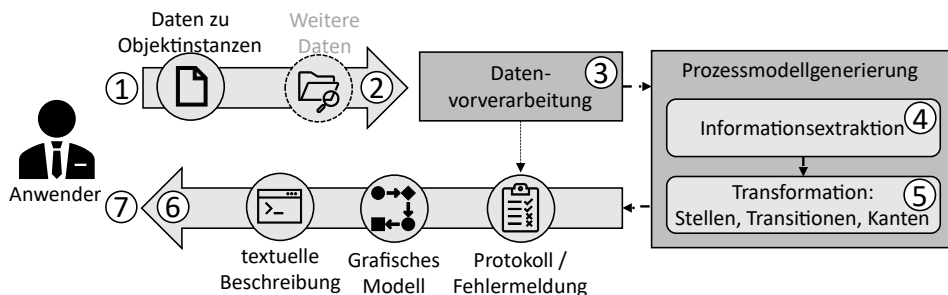 Daten zu
Objektinstanzen
Weitere
Daten
1
2
Daten-
vorverarbeitung
3
Prozessmodellgenerierung
Informationsextraktion
4
Transformation:
Stellen, Transitionen, Kanten
5
Anwender
7
6
textuelle
Beschreibung
Grafisches
Modell
Protokoll /
Fehlermeldung